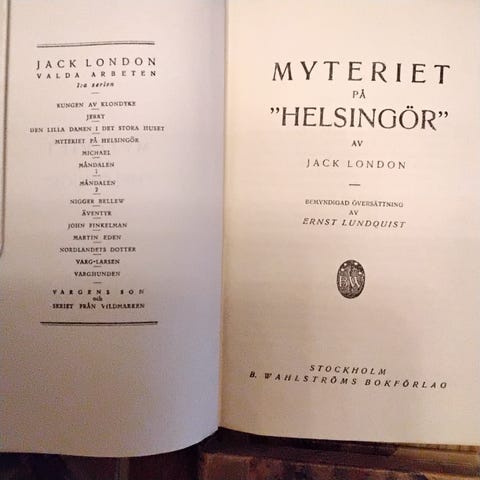 JACK LONDON
VALDA ARBETEN
1:a serien
KUNGEN AV KLONDYKE
JERRY
DEN LILLA DAMEN I DET STORA HUSET
MYTERIET PÅ HELSINGÖR
MICHAEL
MÅNDALEN
1
MÅNDALEN
2
NIGGER BELLEW
ÄVENTYR
JOHN FINKELMAN
MARTIN EDEN
NORDLANDETS DOTTER
VARG-LARSEN
VARGHUNDEN
VARGENS SON
och
SKRIET FRÅN VILDMARKEN
MYTERIET
PÅ
"HELSINGÖR"
AV
JACK LONDON
BEMYNDIGAD ÖVERSÄTTNING
AV
ERNST LUNDQUIST
BW
STOCKHOLM
B. WAHLSTRÖMS BOKFÖRLAG